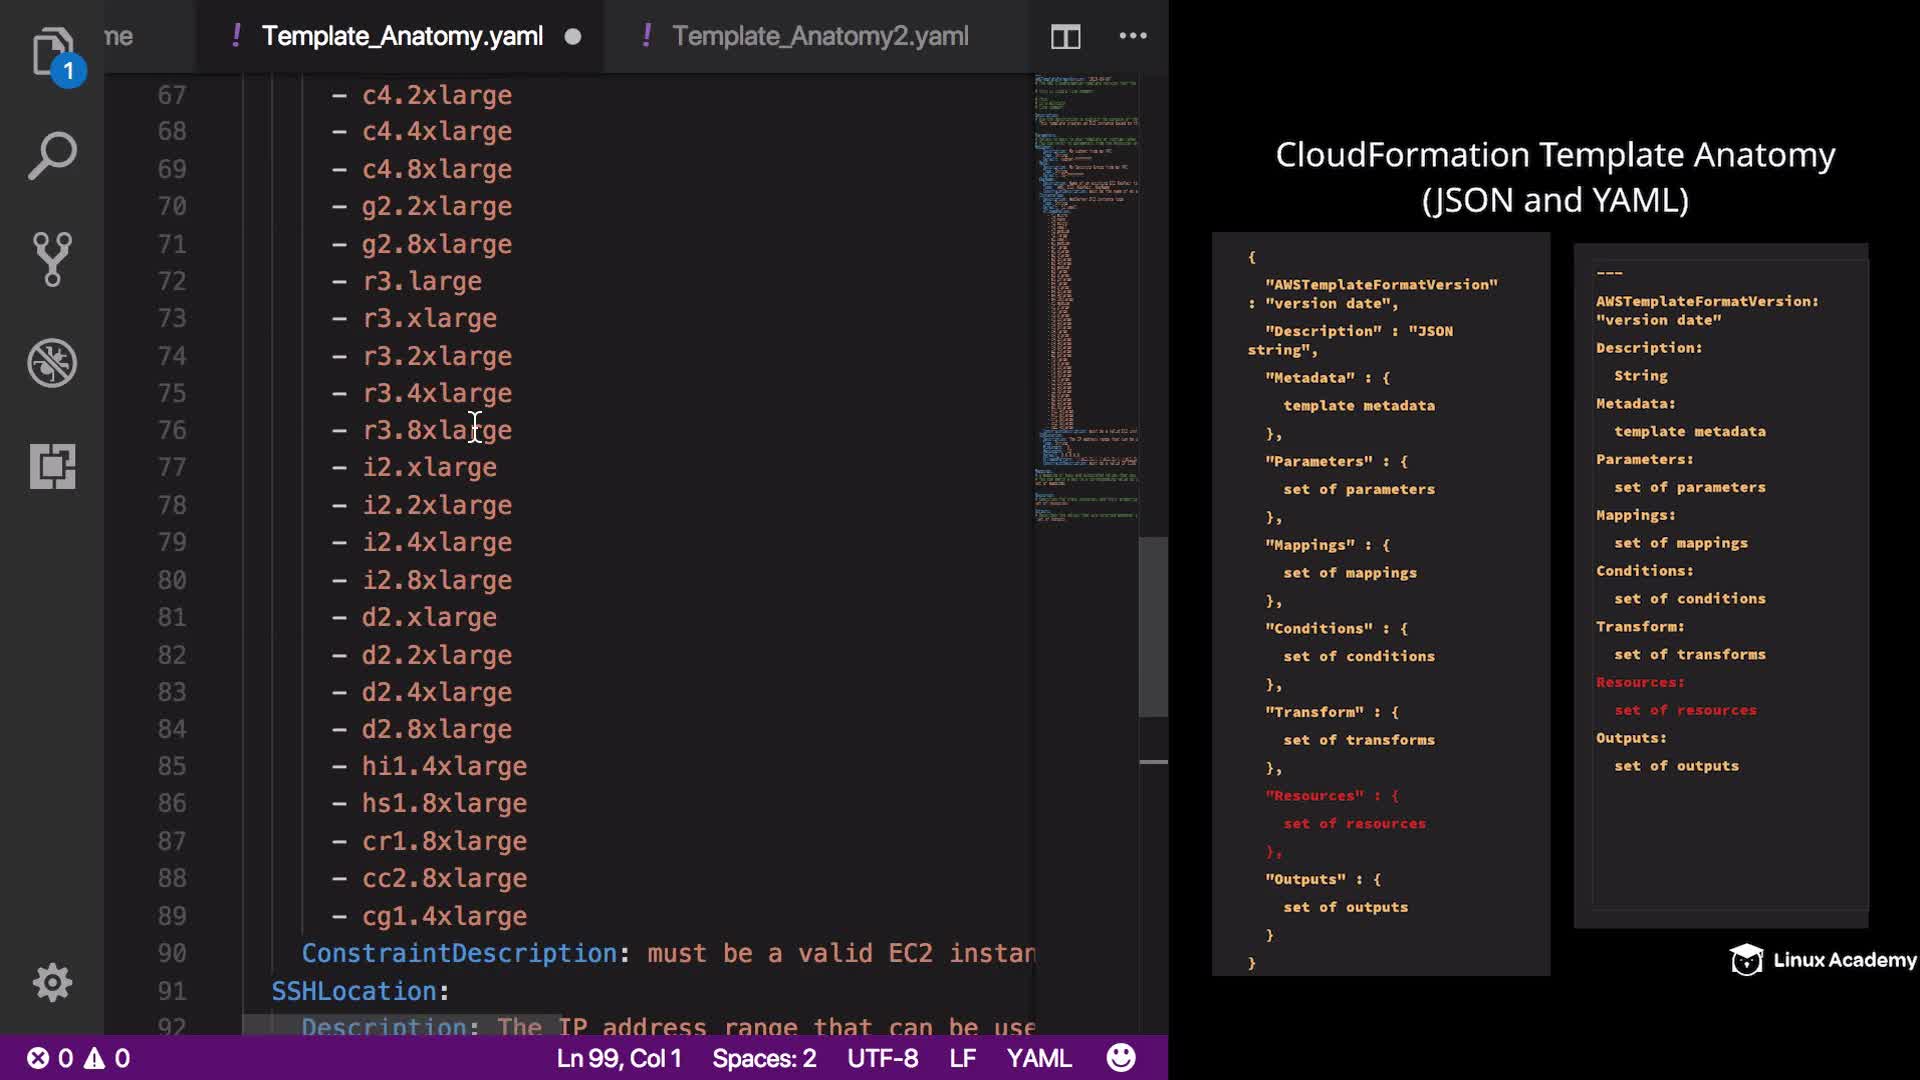 me
! Template_Anatomy.yaml
! Template_Anatomy2.yaml
1
67 - c4.2xlarge
68 - c4.4xlarge
69 - c4.8xlarge
70 - g2.2xlarge
71 - g2.8xlarge
72 - r3.large
73 - r3.xlarge
74 - r3.2xlarge
75 - r3.4xlarge
76 - r3.8xlarge
77 - i2.xlarge
78 - i2.2xlarge
79 - i2.4xlarge
80 - i2.8xlarge
81 - d2.xlarge
82 - d2.2xlarge
83 - d2.4xlarge
84 - d2.8xlarge
85 - hi1.4xlarge
86 - hs1.8xlarge
87 - cr1.8xlarge
88 - cc2.8xlarge
89 - cg1.4xlarge
90 ConstraintDescription: must be a valid EC2 instan
91 SSHLocation:
92 Description: The IP address range that can be use
0 0
Ln 99, Col 1
Spaces: 2
UTF-8
LF
YAML
CloudFormation Template Anatomy
(JSON and YAML)
{
"AWSTemplateFormatVersion"
: "version date",
"Description" : "JSON
string",
"Metadata" : {
template metadata
},
"Parameters" : {
set of parameters
},
"Mappings" : {
set of mappings
},
"Conditions" : {
set of conditions
},
"Transform" : {
set of transforms
},
"Resources" : {
set of resources
},
"Outputs" : {
set of outputs
}
}
---
AWSTemplateFormatVersion:
"version date"
Description:
String
Metadata:
template metadata
Parameters:
set of parameters
Mappings:
set of mappings
Conditions:
set of conditions
Transform:
set of transforms
Resources:
set of resources
Outputs:
set of outputs
Linux Academy